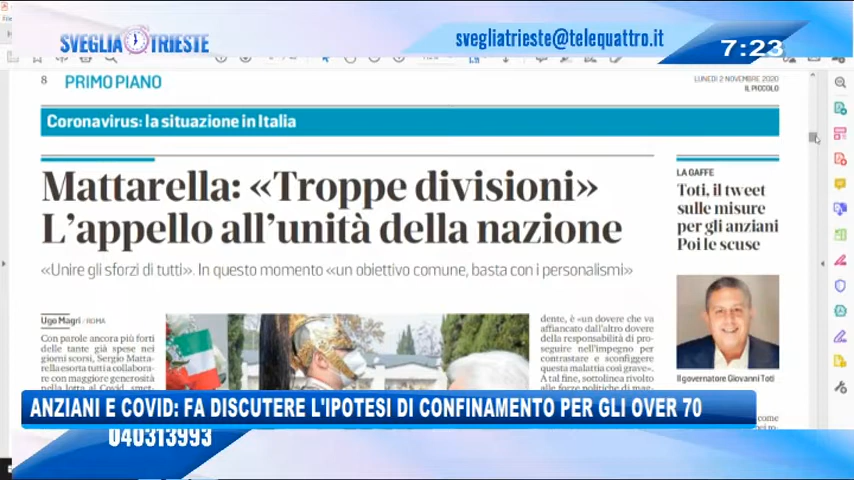 SVEGLIA TRIESTE
svegliatrieste@telequattro.it
7:23
8 PRIMO PIANO
LUNEDÌ 2 NOVEMBRE 2020
IL PICCOLO
Coronavirus: la situazione in Italia
Mattarella: «Troppe divisioni»
L'appello all'unità della nazione
«Unire gli sforzi di tutti». In questo momento «un obiettivo comune, basta con i personalismi»
LA GAFFE
Toti, il tweet
sulle misure
per gli anziani
Poi le scuse
Il governatore Giovanni Toti
Ugo Magri / ROMA
Con parole ancora più forti
delle tante già spese nei
giorni scorsi, Sergio Matta-
rella esorta tutti a collabora-
re con maggiore generosità
dente, è «un dovere che va
affiancato dall'altro dovere
della responsabilità di pro-
seguire nell'impegno per
contrastare e sconfiggere
questa malattia così grave».
A tal fine, sottolinea rivolto
ANZIANI E COVID: FA DISCUTERE L'IPOTESI DI CONFINAMENTO PER GLI OVER 70
040313993